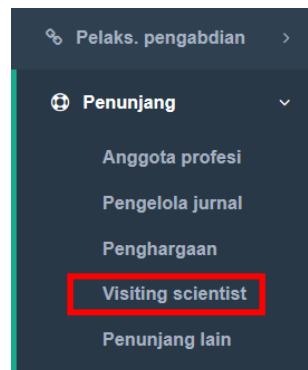 Pelaks. pengabdian
Penunjang
Anggota profesi
Pengelola jurnal
Penghargaan
Visiting scientist
Penunjang lain